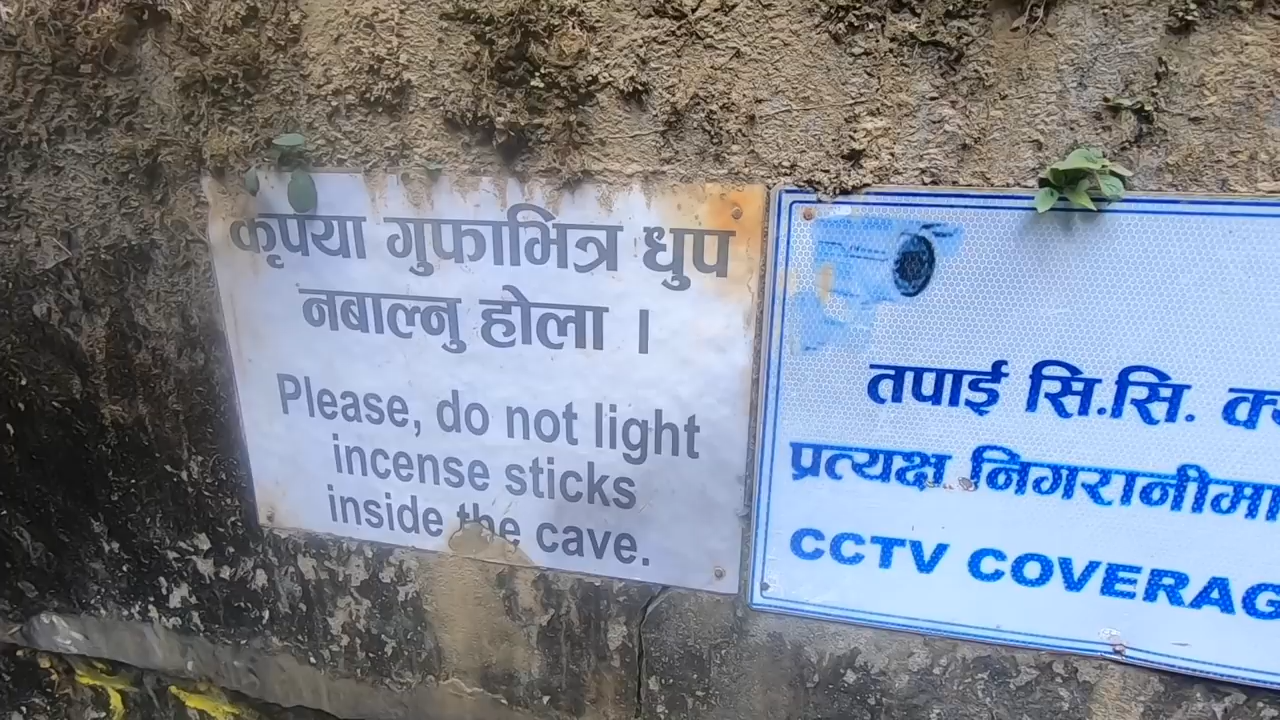 कृपया गुफाभित्र धुप
नबाल्नु होला ।
Please, do not light
incense sticks
inside the cave.
तपाई सि.सि.
प्रत्यक्ष निगरानीमा
CCTV COVERAG